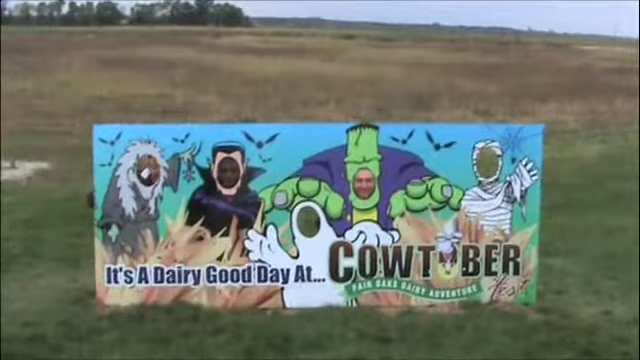 It's A Dairy Good Day At...
COWTOBER
Fest
FAIR OAKS DAIRY ADVENTURE